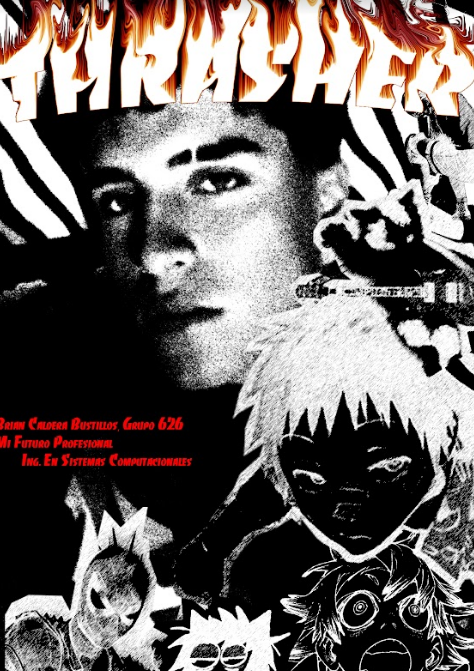 THRASHER
Brian Caldera Bustillos, Grupo 626
Mi Futuro Profesional
Ing. En Sistemas Computacionales